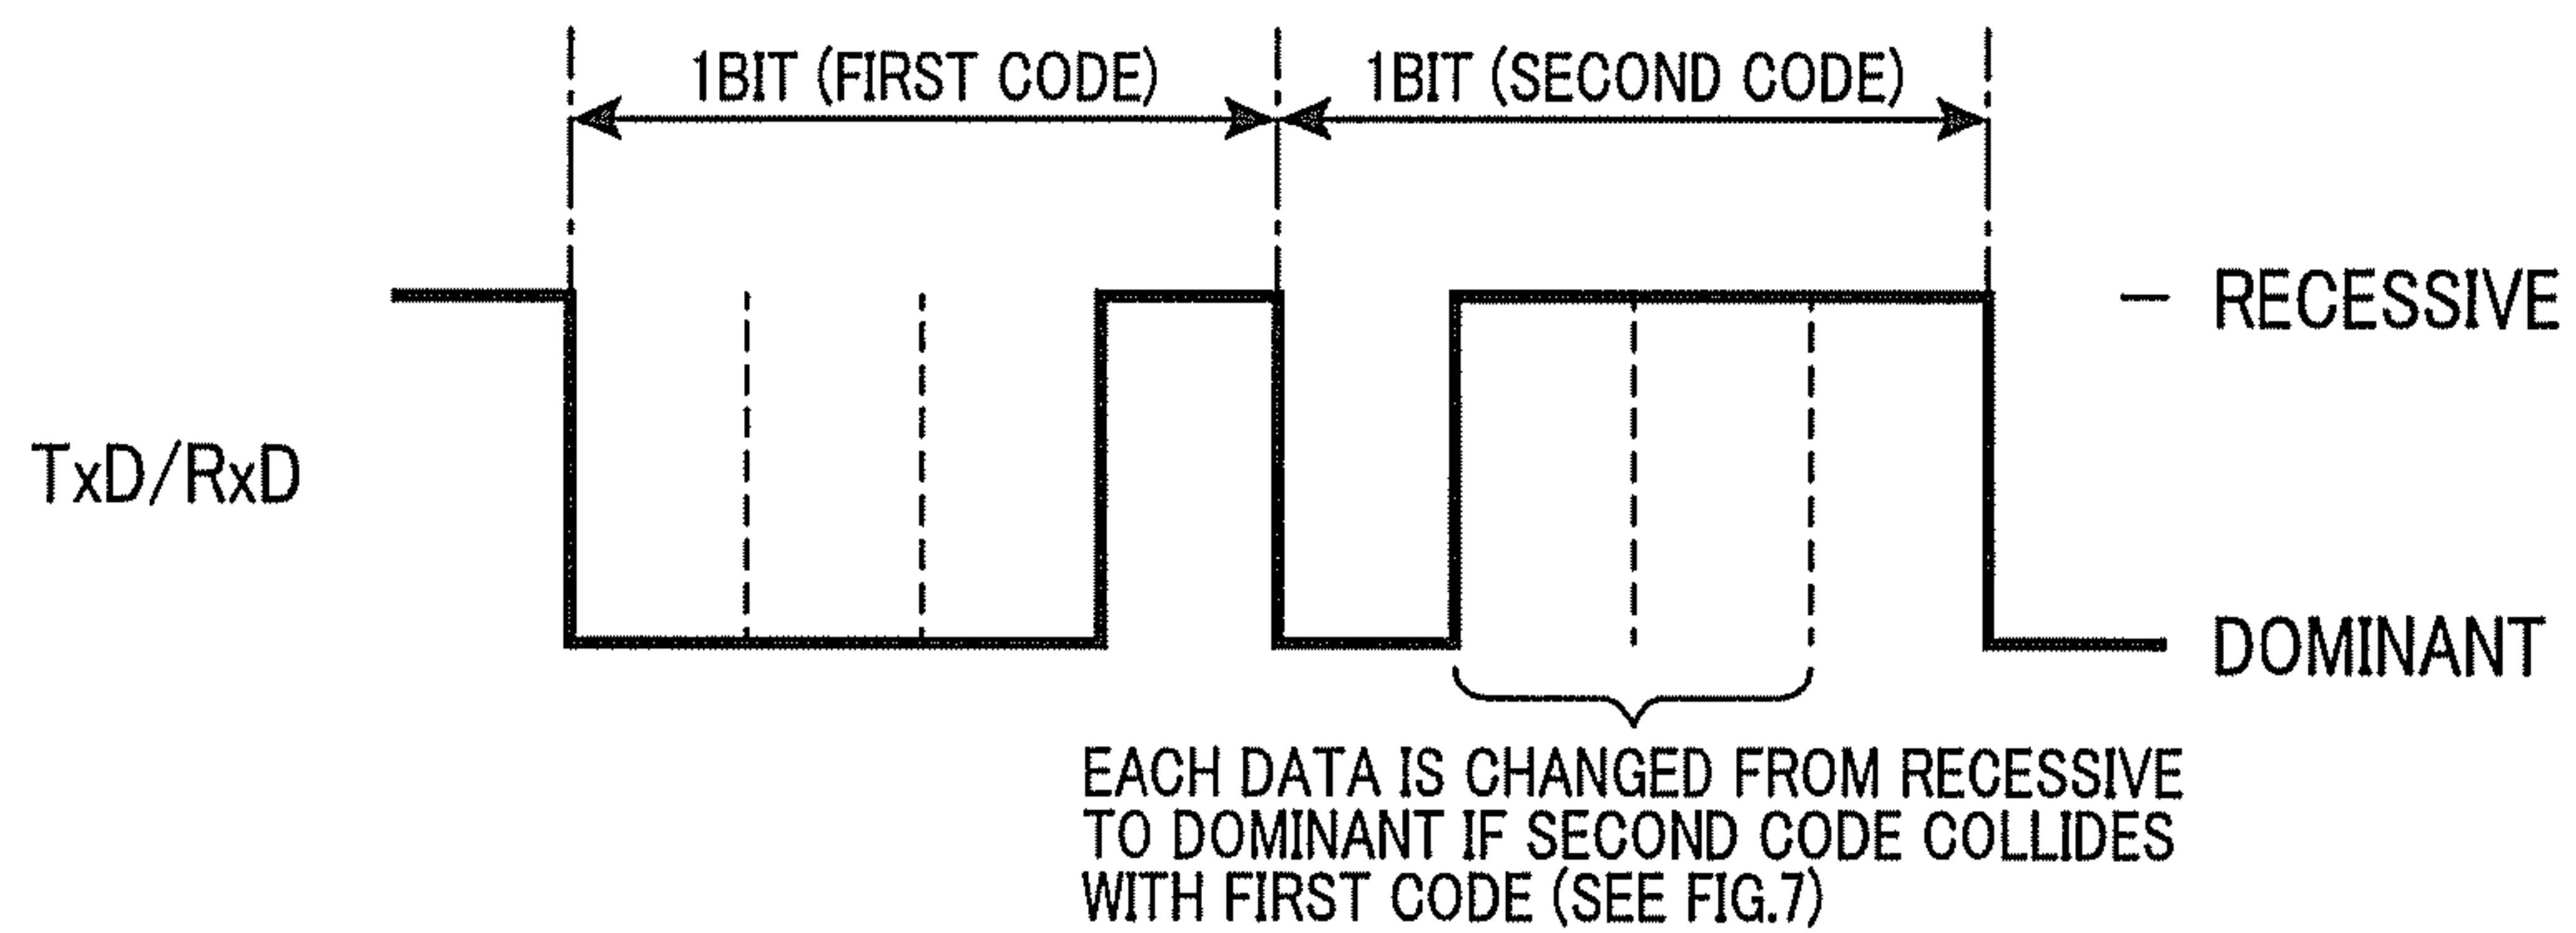 1BIT (FIRST CODE)
1BIT (SECOND CODE)
RECESSIVE
TxD/RxD
DOMINANT
EACH DATA IS CHANGED FROM RECESSIVE
TO DOMINANT IF SECOND CODE COLLIDES
WITH FIRST CODE (SEE FIG.7)